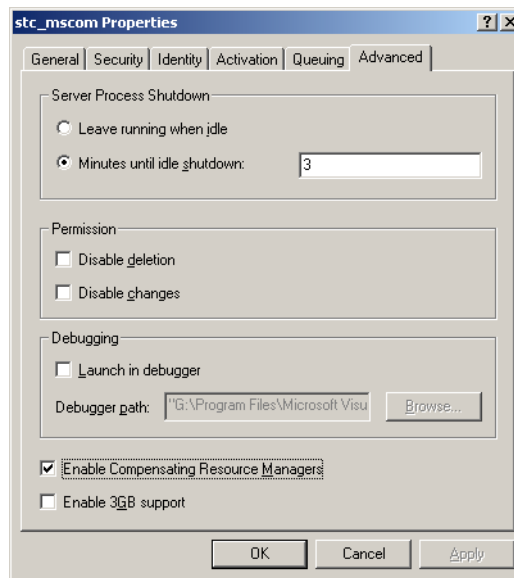 stc_mscom Properties
General Security Identity Activation Queuing Advanced
Server Process Shutdown
Leave running when idle
Minutes until idle shutdown: 3
Permission
Disable deletion
Disable changes
Debugging
Launch in debugger
Debugger path: "G:\Program Files\Microsoft Visu Browse...
Enable Compensating Resource Managers
Enable 3GB support
OK Cancel Apply